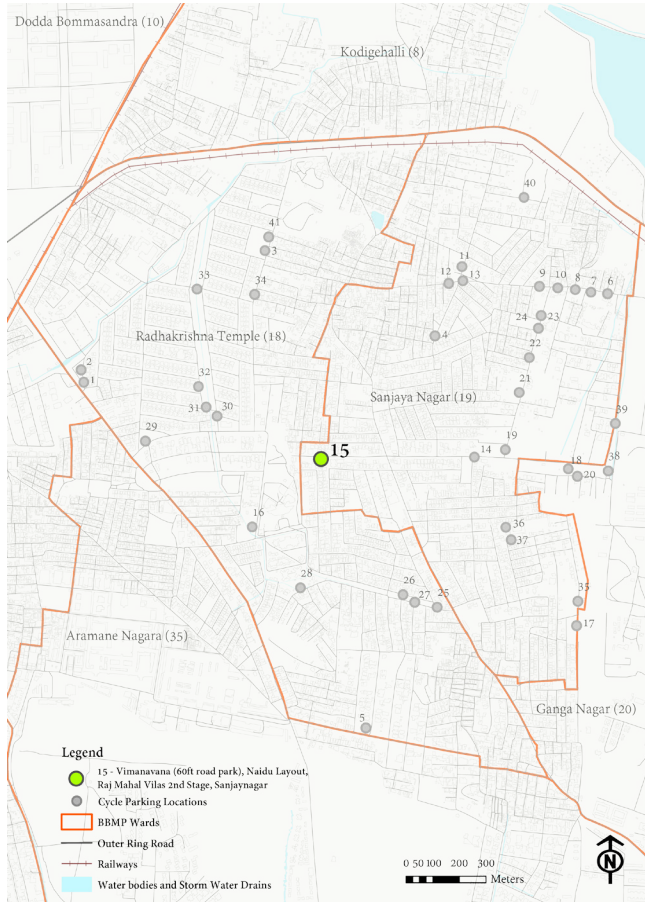 Dodda Bommasandra (10)
Kodigehalli (8)
40
41
3
11
12
13
33
34
9
10
8
7
6
24
23
Radhakrishna Temple (18)
4
22
2
1
32
21
Sanjaya Nagar (19)
31
30
39
29
15
14
19
18
20
38
16
36
37
28
26
27
25
35
17
Aramane Nagara (35)
Ganga Nagar (20)
5
Legend
15 - Vimanavana (60ft road park), Naidu Layout,
Raj Mahal Vilas 2nd Stage, Sanjaynagar
Cycle Parking Locations
BBMP Wards
Outer Ring Road
Railways
Water bodies and Storm Water Drains
0 50 100 200 300
Meters
N